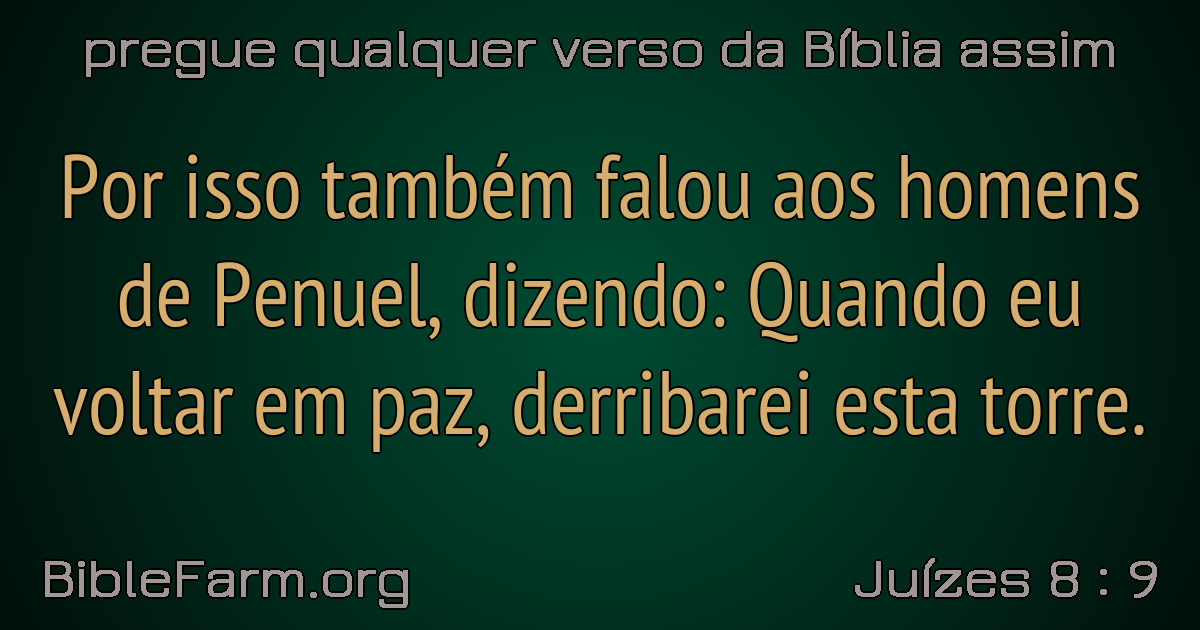 pregue qualquer verso da Bíblia assim
Por isso também falou aos homens
de Penuel, dizendo: Quando eu
voltar em paz, derribarei esta torre.
BibleFarm.org
Juízes 8 : 9